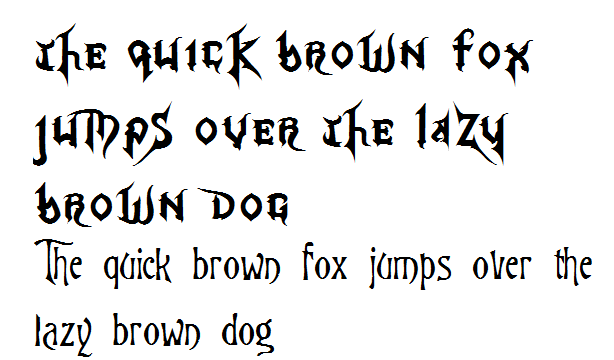 the quick brown fox
jumps over the lazy
brown dog
The quick brown fox jumps over the
lazy brown dog